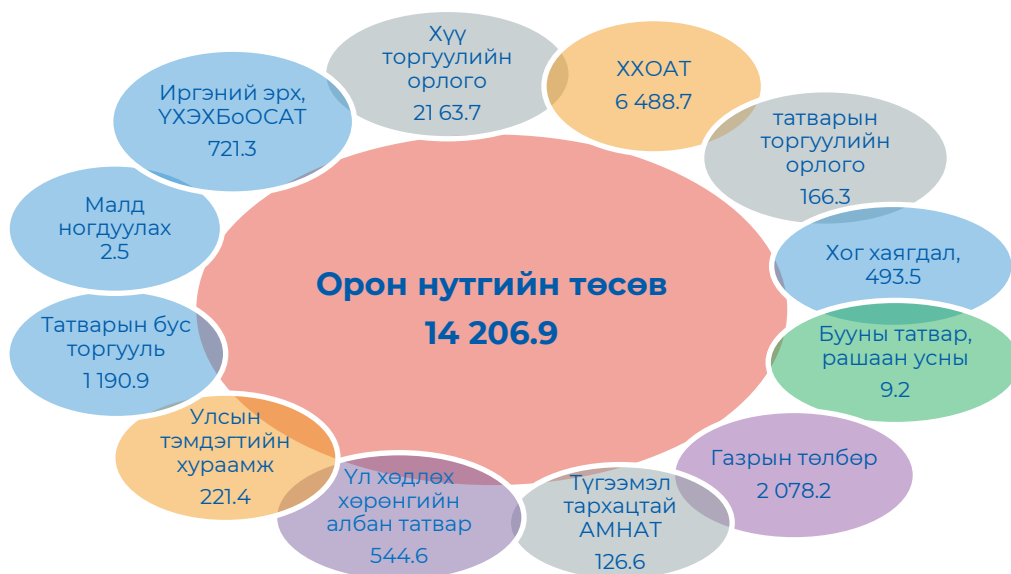 Хүү
торгуулийн
орлого
21 63.7
ХХОАТ
6 488.7
татварын
торгуулийн
орлого
166.3
Хог хаягдал,
493.5
Бууны татвар,
рашаан усны
9.2
Газрын төлбөр
2 078.2
Түгээмэл
тархацтай
АМНАТ
126.6
Үл хөдлөх
хөрөнгийн
албан татвар
544.6
Улсын
тэмдэгтийн
хураамж
221.4
Татварын бус
торгууль
1 190.9
Малд
ногдуулах
2.5
Иргэний эрх,
ҮХЭХБоОСАТ
721.3
Орон нутгийн төсөв
14 206.9